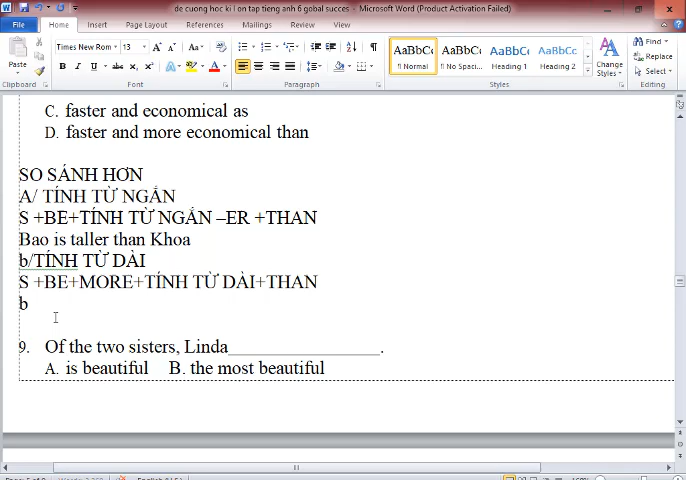 de cuong hoc ki I on tap tieng anh 6 gobal succes - Microsoft Word (Product Activation Failed)
File Home Insert Page Layout References Mailings Review View
Times New Rom 13
Paste
B I U
AaBbCc AaBbCc AaBbC AaBbCc
¶ Normal ¶ No Spaci... Heading 1 Heading 2
Change Styles
Find
Replace
Select
Clipboard Font Paragraph Styles Editing
C. faster and economical as
D. faster and more economical than
SO SÁNH HƠN
A/ TÍNH TỪ NGẮN
S +BE+TÍNH TỪ NGẮN –ER +THAN
Bao is taller than Khoa
b/TÍNH TỪ DÀI
S +BE+MORE+TÍNH TỪ DÀI+THAN
b
9. Of the two sisters, Linda__________________.
A. is beautiful B. the most beautiful